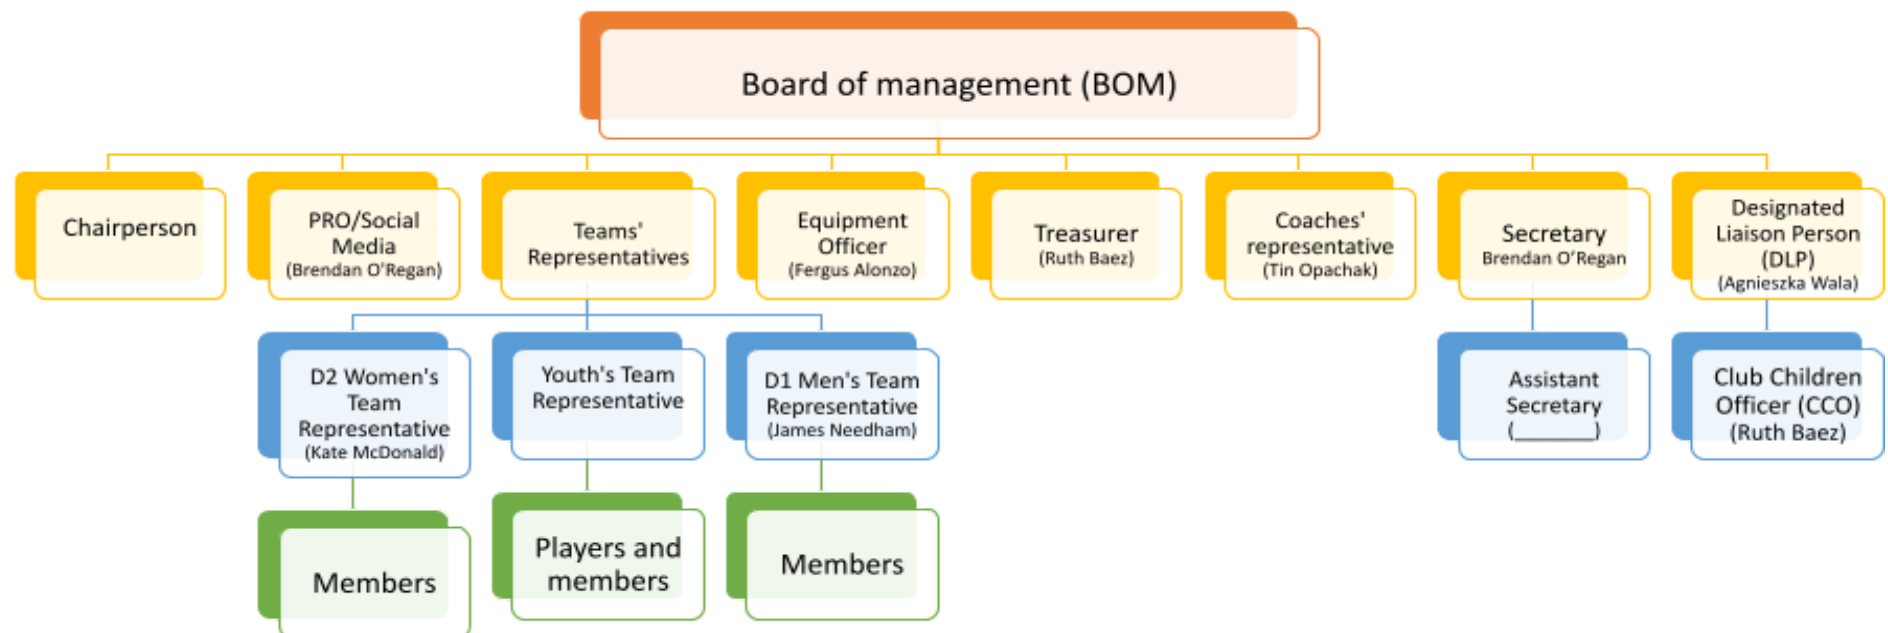 Board of management (BOM)
Chairperson
PRO/Social
Media
(Brendan O'Regan)
Teams'
Representatives
Equipment
Officer
(Fergus Alonzo)
Treasurer
(Ruth Baez)
Coaches'
representative
(Tin Opachak)
Secretary
Brendan O'Regan
Designated
Liaison Person
(DLP)
(Agnieszka Wala)
D2 Women's
Team
Representative
(Kate McDonald)
Youth's Team
Representative
D1 Men's Team
Representative
(James Needham)
Assistant
Secretary
(________)
Club Children
Officer (CCO)
(Ruth Baez)
Members
Players and
members
Members